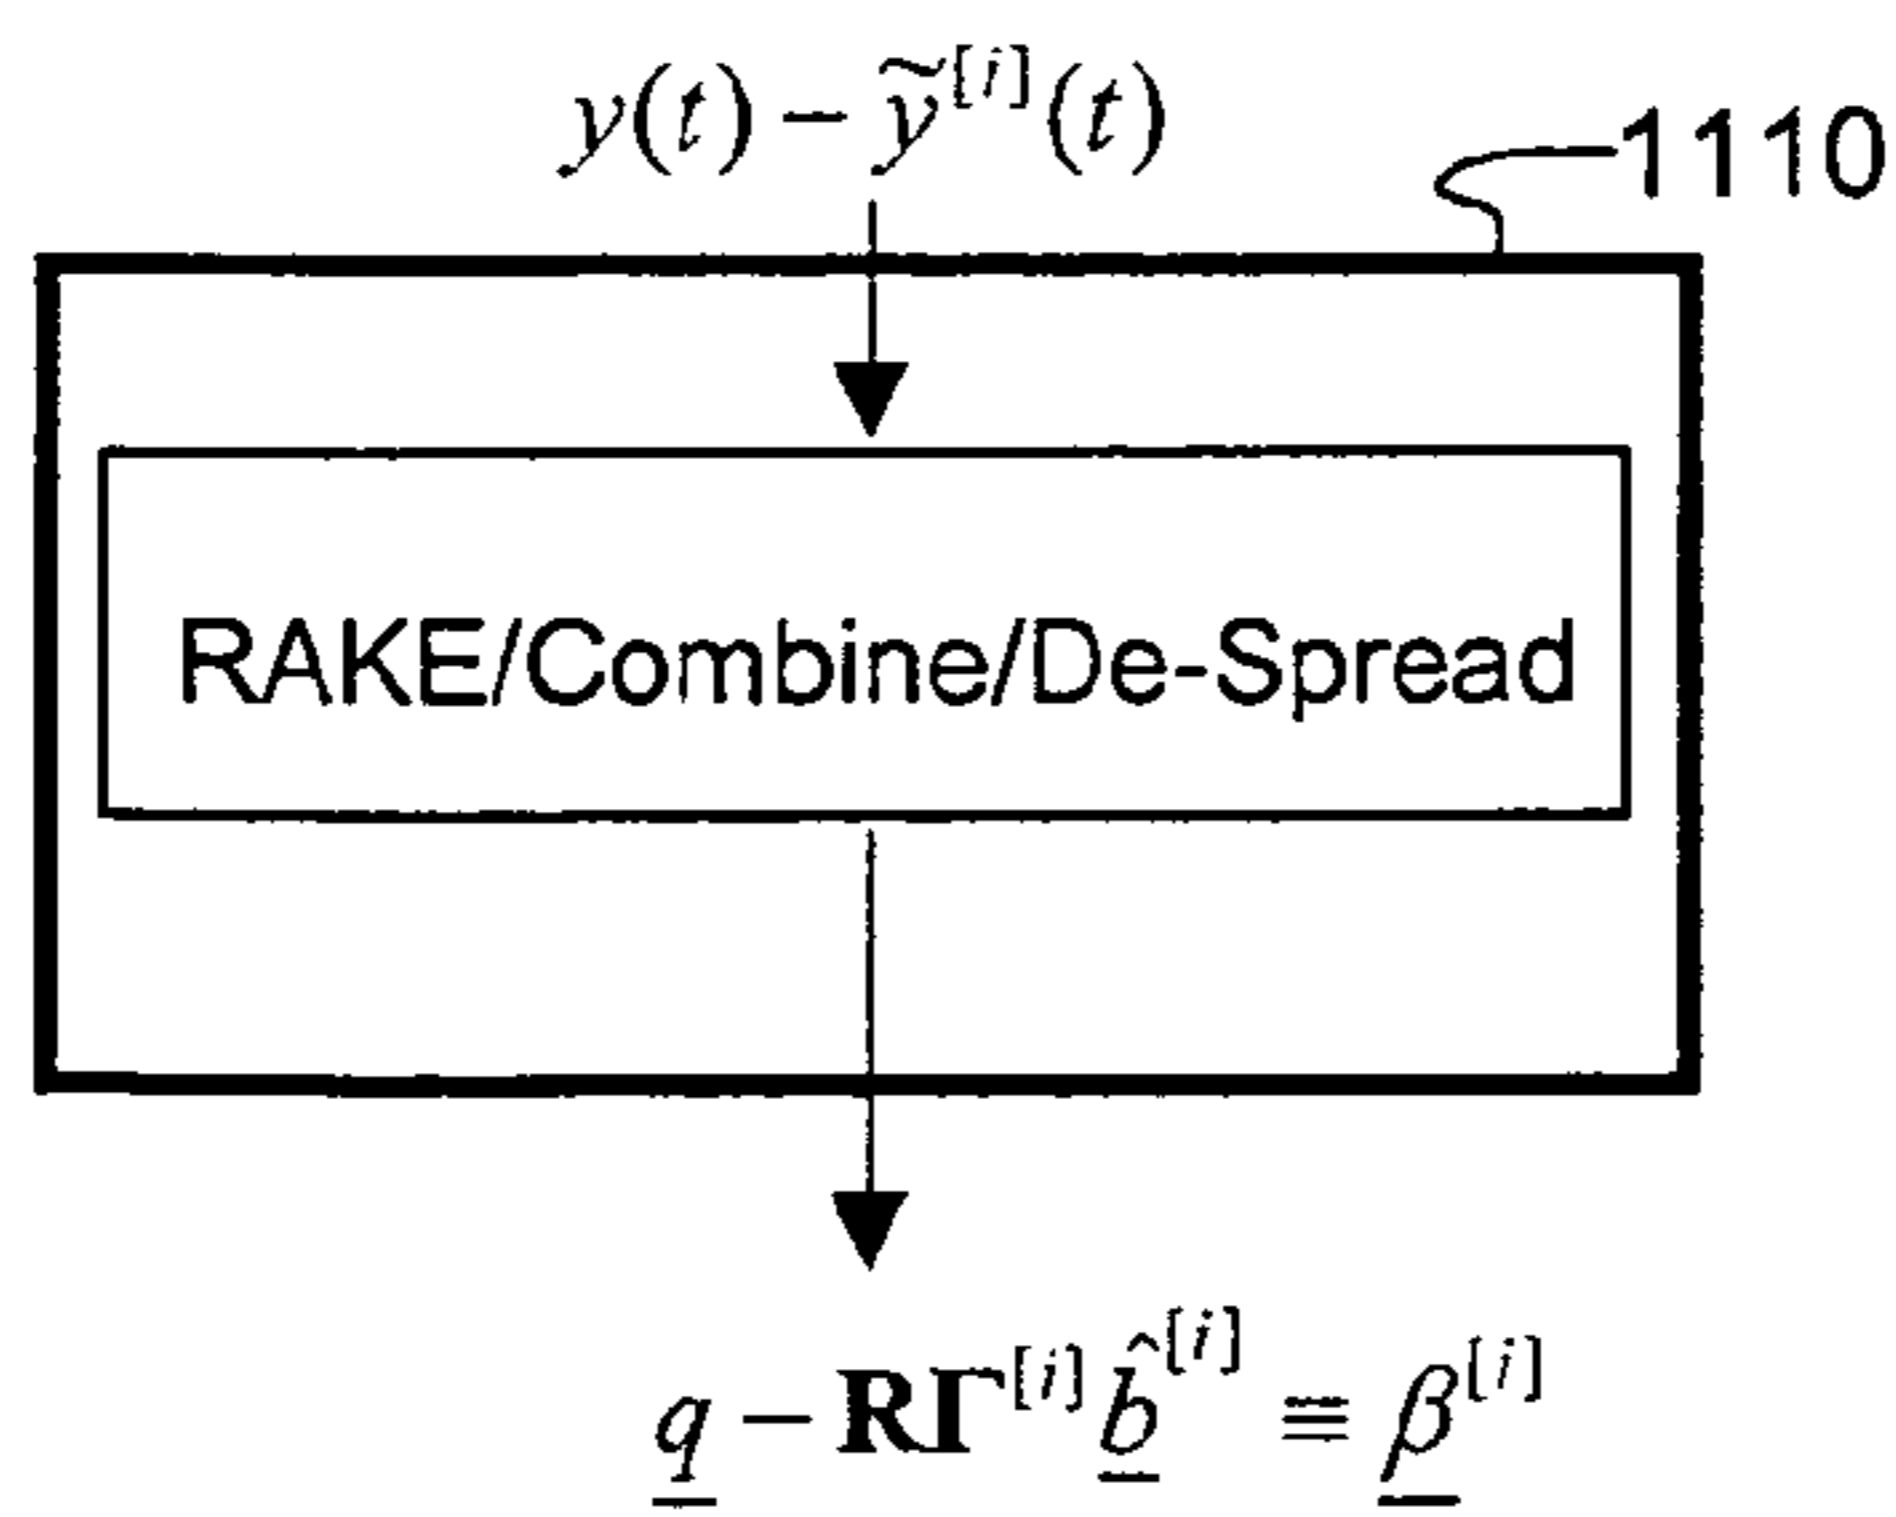 y(t) − ỹ^[i](t)
1110
RAKE/Combine/De-Spread
q̲ − RΓ^[i] b̲̂^[i] ≡ β̲^[i]